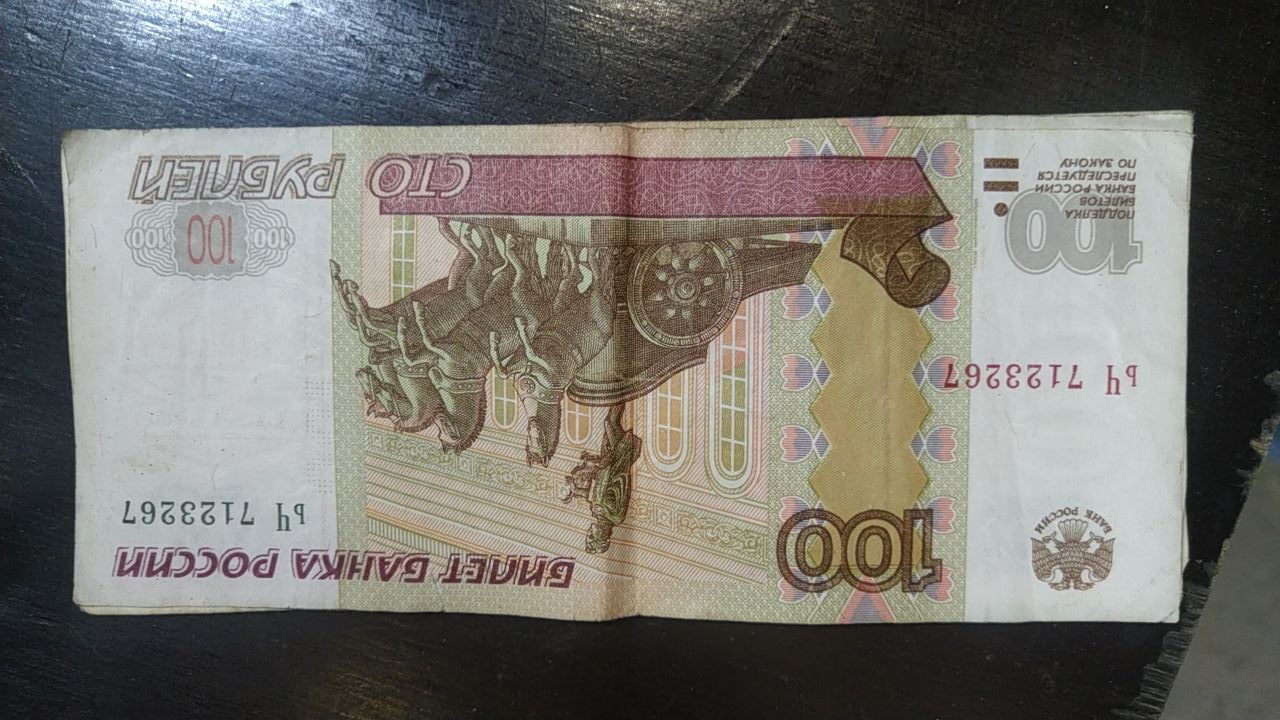 БИЛЕТ БАНКА РОССИИ
БАНК РОССИИ
100
ьЧ 7123267
ьЧ 7123267
100 100 100
100
ПОДДЕЛКА
БИЛЕТОВ
БАНКА РОССИИ
ПРЕСЛЕДУЕТСЯ
ПО ЗАКОНУ
СТО РУБЛЕЙ